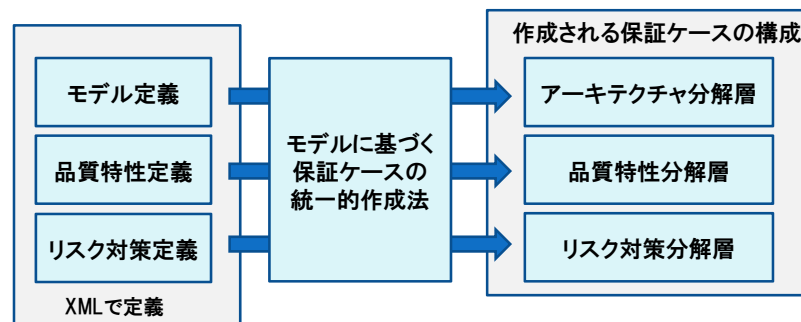 モデル定義
品質特性定義
リスク対策定義
XMLで定義
モデルに基づく
保証ケースの
統一的作成法
作成される保証ケースの構成
アーキテクチャ分解層
品質特性分解層
リスク対策分解層